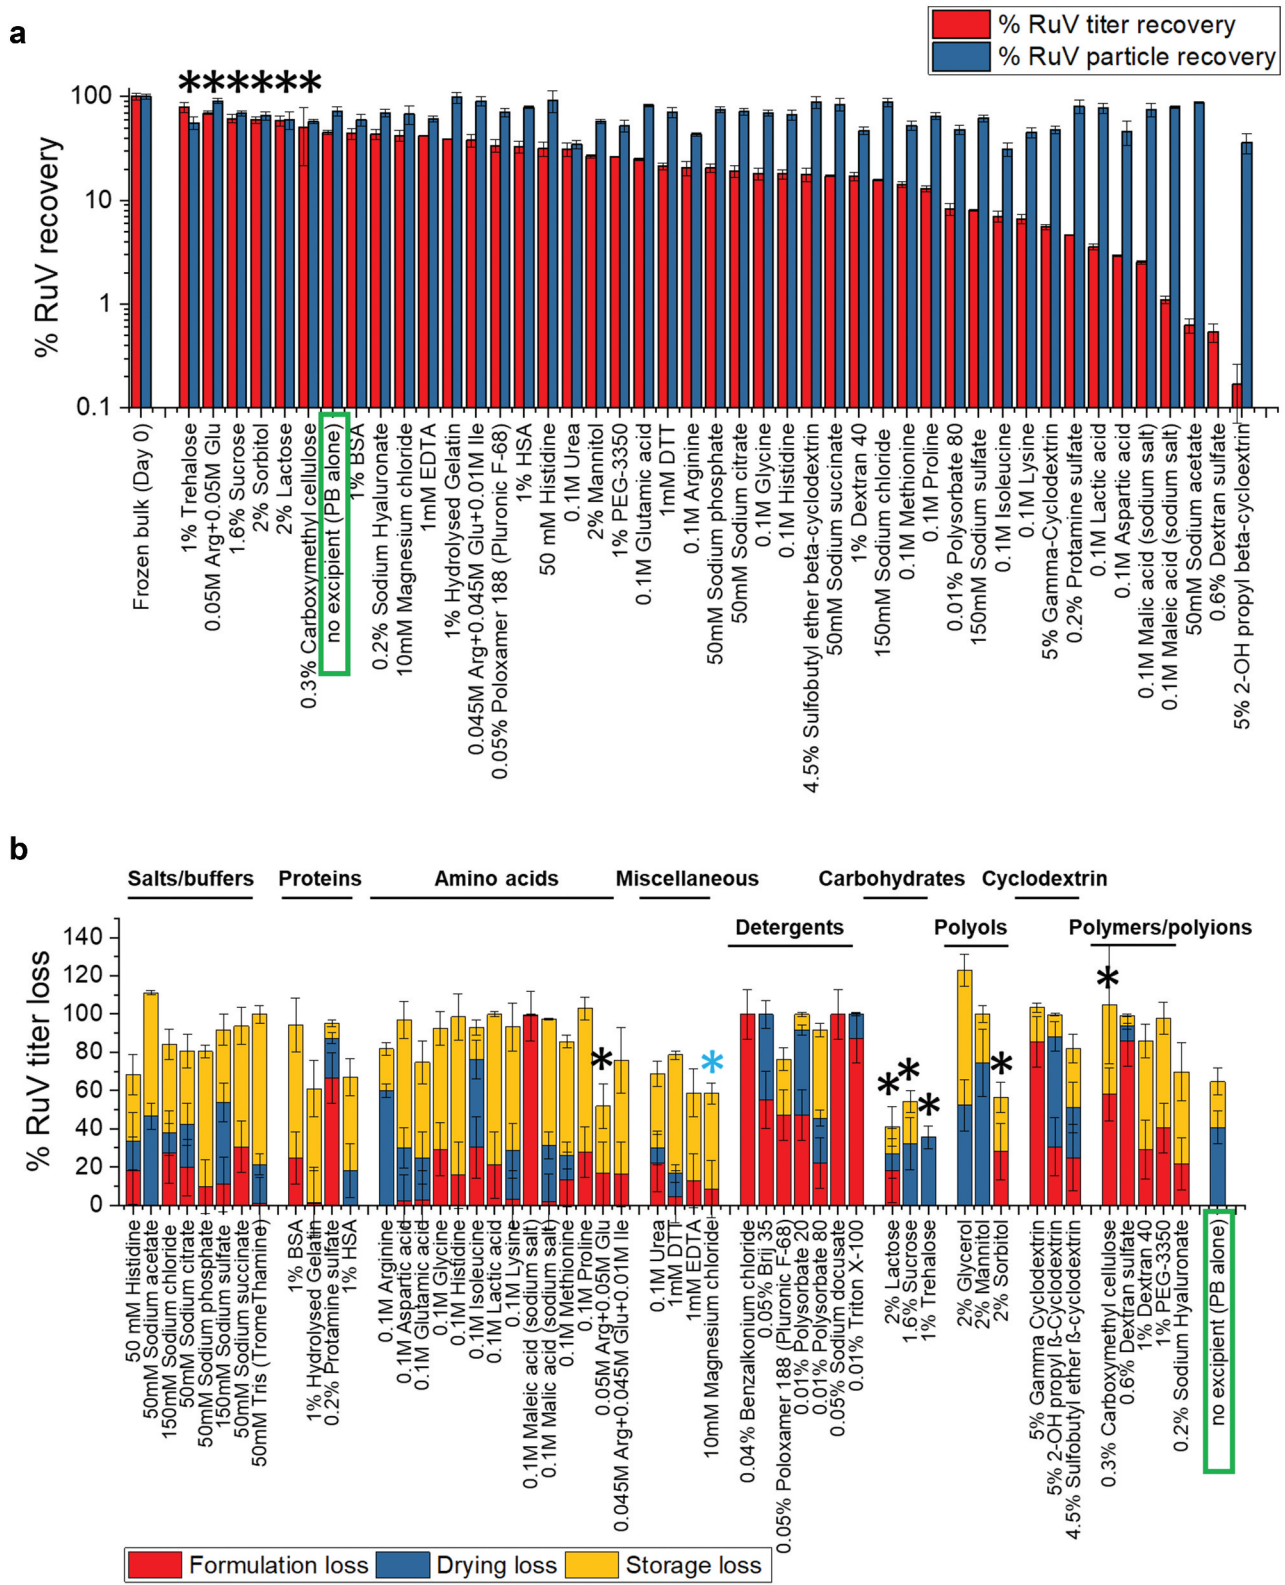 a
% RuV titer recovery
% RuV particle recovery
******
% RuV recovery
100
10
1
0.1
Frozen bulk (Day 0)
1% Trehalose
0.05M Arg+0.05M Glu
1.6% Sucrose
2% Sorbitol
2% Lactose
0.3% Carboxymethyl cellulose
no excipient (PB alone)
1% BSA
0.2% Sodium Hyaluronate
10mM Magnesium chloride
1mM EDTA
1% Hydrolysed Gelatin
0.045M Arg+0.045M Glu+0.01M Ile
0.05% Poloxamer 188 (Pluronic F-68)
1% HSA
50 mM Histidine
0.1M Urea
2% Mannitol
1% PEG-3350
0.1M Glutamic acid
1mM DTT
0.1M Arginine
50mM Sodium phosphate
50mM Sodium citrate
0.1M Glycine
0.1M Histidine
4.5% Sulfobutyl ether beta-cyclodextrin
50mM Sodium succinate
1% Dextran 40
150mM Sodium chloride
0.1M Methionine
0.1M Proline
0.01% Polysorbate 80
150mM Sodium sulfate
0.1M Isoleucine
0.1M Lysine
5% Gamma-Cyclodextrin
0.2% Protamine sulfate
0.1M Lactic acid
0.1M Aspartic acid
0.1M Malic acid (sodium salt)
0.1M Maleic acid (sodium salt)
50mM Sodium acetate
0.6% Dextran sulfate
5% 2-OH propyl beta-cycloextrin
b
Salts/buffers
Proteins
Amino acids
Miscellaneous
Detergents
Carbohydrates
Polyols
Cyclodextrin
Polymers/polyions
% RuV titer loss
140
120
100
80
60
40
20
0
*
*
*
*
*
*
*
50 mM Histidine
50mM Sodium acetate
150mM Sodium chloride
50mM Sodium citrate
50mM Sodium phosphate
150mM Sodium sulfate
50mM Sodium succinate
50mM Tris (TromeThamine)
1% BSA
1% Hydrolysed Gelatin
0.2% Protamine sulfate
1% HSA
0.1M Arginine
0.1M Aspartic acid
0.1M Glutamic acid
0.1M Glycine
0.1M Histidine
0.1M Isoleucine
0.1M Lactic acid
0.1M Lysine
0.1M Maleic acid (sodium salt)
0.1M Malic acid (sodium salt)
0.1M Methionine
0.1M Proline
0.05M Arg+0.05M Glu
0.045M Arg+0.045M Glu+0.01M Ile
0.1M Urea
1mM DTT
1mM EDTA
10mM Magnesium chloride
0.04% Benzalkonium chloride
0.05% Brij 35
0.05% Poloxamer 188 (Pluronic F-68)
0.01% Polysorbate 20
0.01% Polysorbate 80
0.05% Sodium docusate
0.01% Triton X-100
2% Lactose
1.6% Sucrose
1% Trehalose
2% Glycerol
2% Mannitol
2% Sorbitol
5% Gamma Cyclodextrin
5% 2-OH propyl ß-Cyclodextrin
4.5% Sulfobutyl ether ß-cyclodextrin
0.3% Carboxymethyl cellulose
0.6% Dextran sulfate
1% Dextran 40
1% PEG-3350
0.2% Sodium Hyaluronate
no excipient (PB alone)
Formulation loss
Drying loss
Storage loss